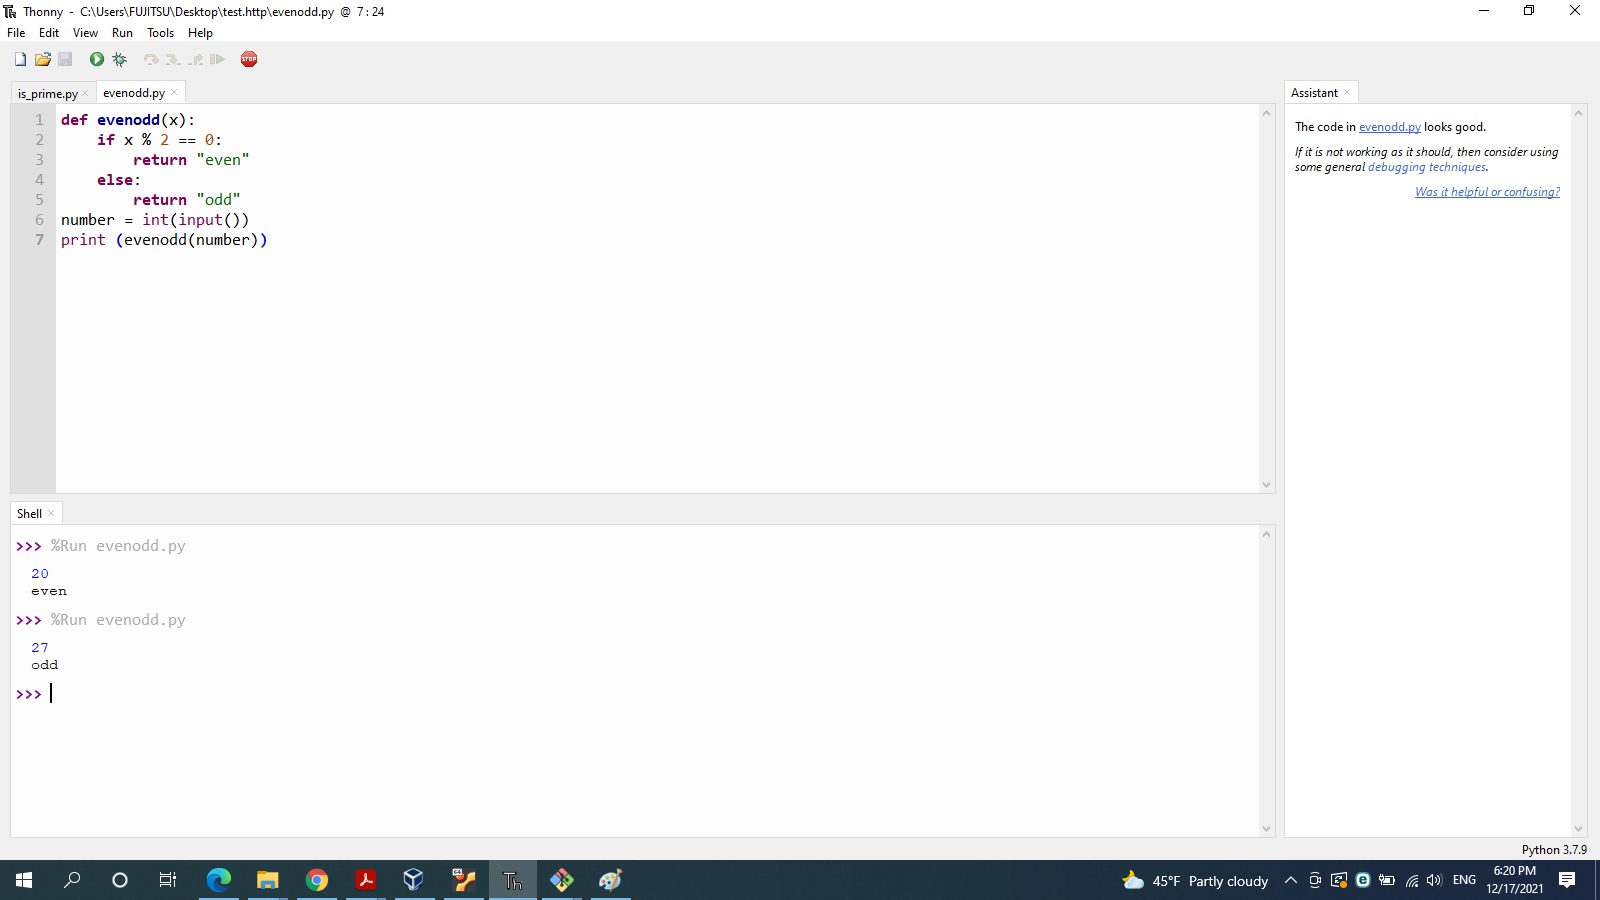 Thonny - C:\Users\FUJITSU\Desktop\test.http\evenodd.py @ 7:24
File Edit View Run Tools Help
STOP
is_prime.py × evenodd.py ×
1 def evenodd(x):
2     if x % 2 == 0:
3         return "even"
4     else:
5         return "odd"
6 number = int(input())
7 print (evenodd(number))
Shell ×
>>> %Run evenodd.py
20
even
>>> %Run evenodd.py
27
odd
>>>
Assistant ×
The code in evenodd.py looks good.
If it is not working as it should, then consider using
some general debugging techniques.
Was it helpful or confusing?
Python 3.7.9
Th
45°F Partly cloudy
ENG
6:20 PM
12/17/2021